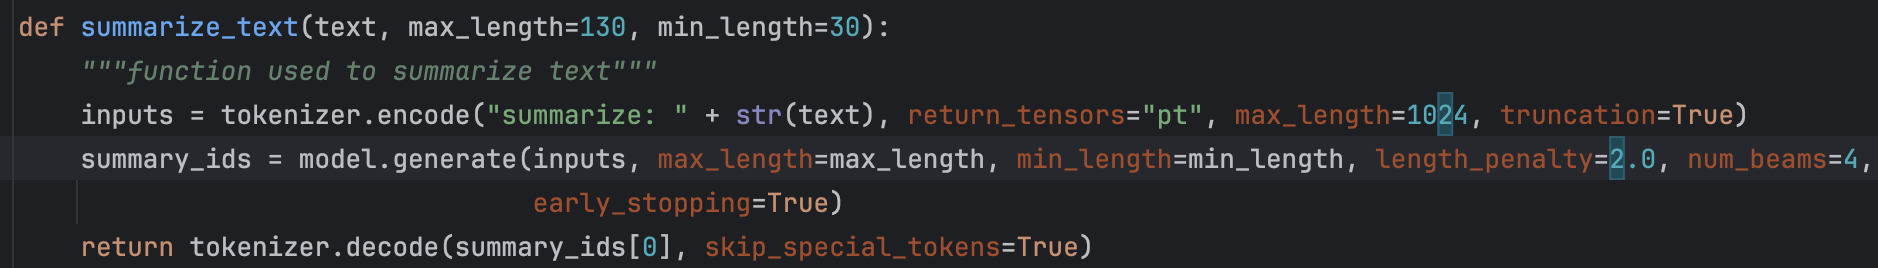 def summarize_text(text, max_length=130, min_length=30):
"""function used to summarize text"""
inputs = tokenizer.encode("summarize: " + str(text), return_tensors="pt", max_length=1024, truncation=True)
summary_ids = model.generate(inputs, max_length=max_length, min_length=min_length, length_penalty=2.0, num_beams=4,
early_stopping=True)
return tokenizer.decode(summary_ids[0], skip_special_tokens=True)